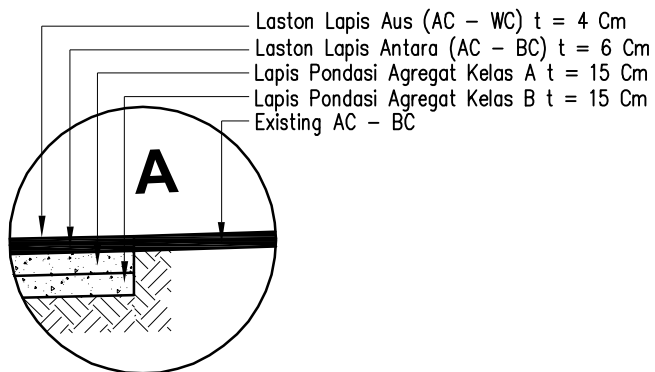 Laston Lapis Aus (AC - WC) t = 4 Cm
Laston Lapis Antara (AC - BC) t = 6 Cm
Lapis Pondasi Agregat Kelas A t = 15 Cm
Lapis Pondasi Agregat Kelas B t = 15 Cm
Existing AC - BC
A